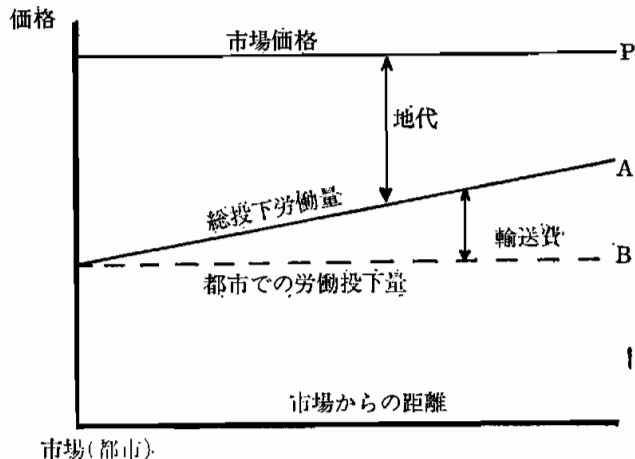 価格
市場価格
P
地代
A
総投下労働量
輸送費
B
都市での労働投下量
市場からの距離
市場(都市)